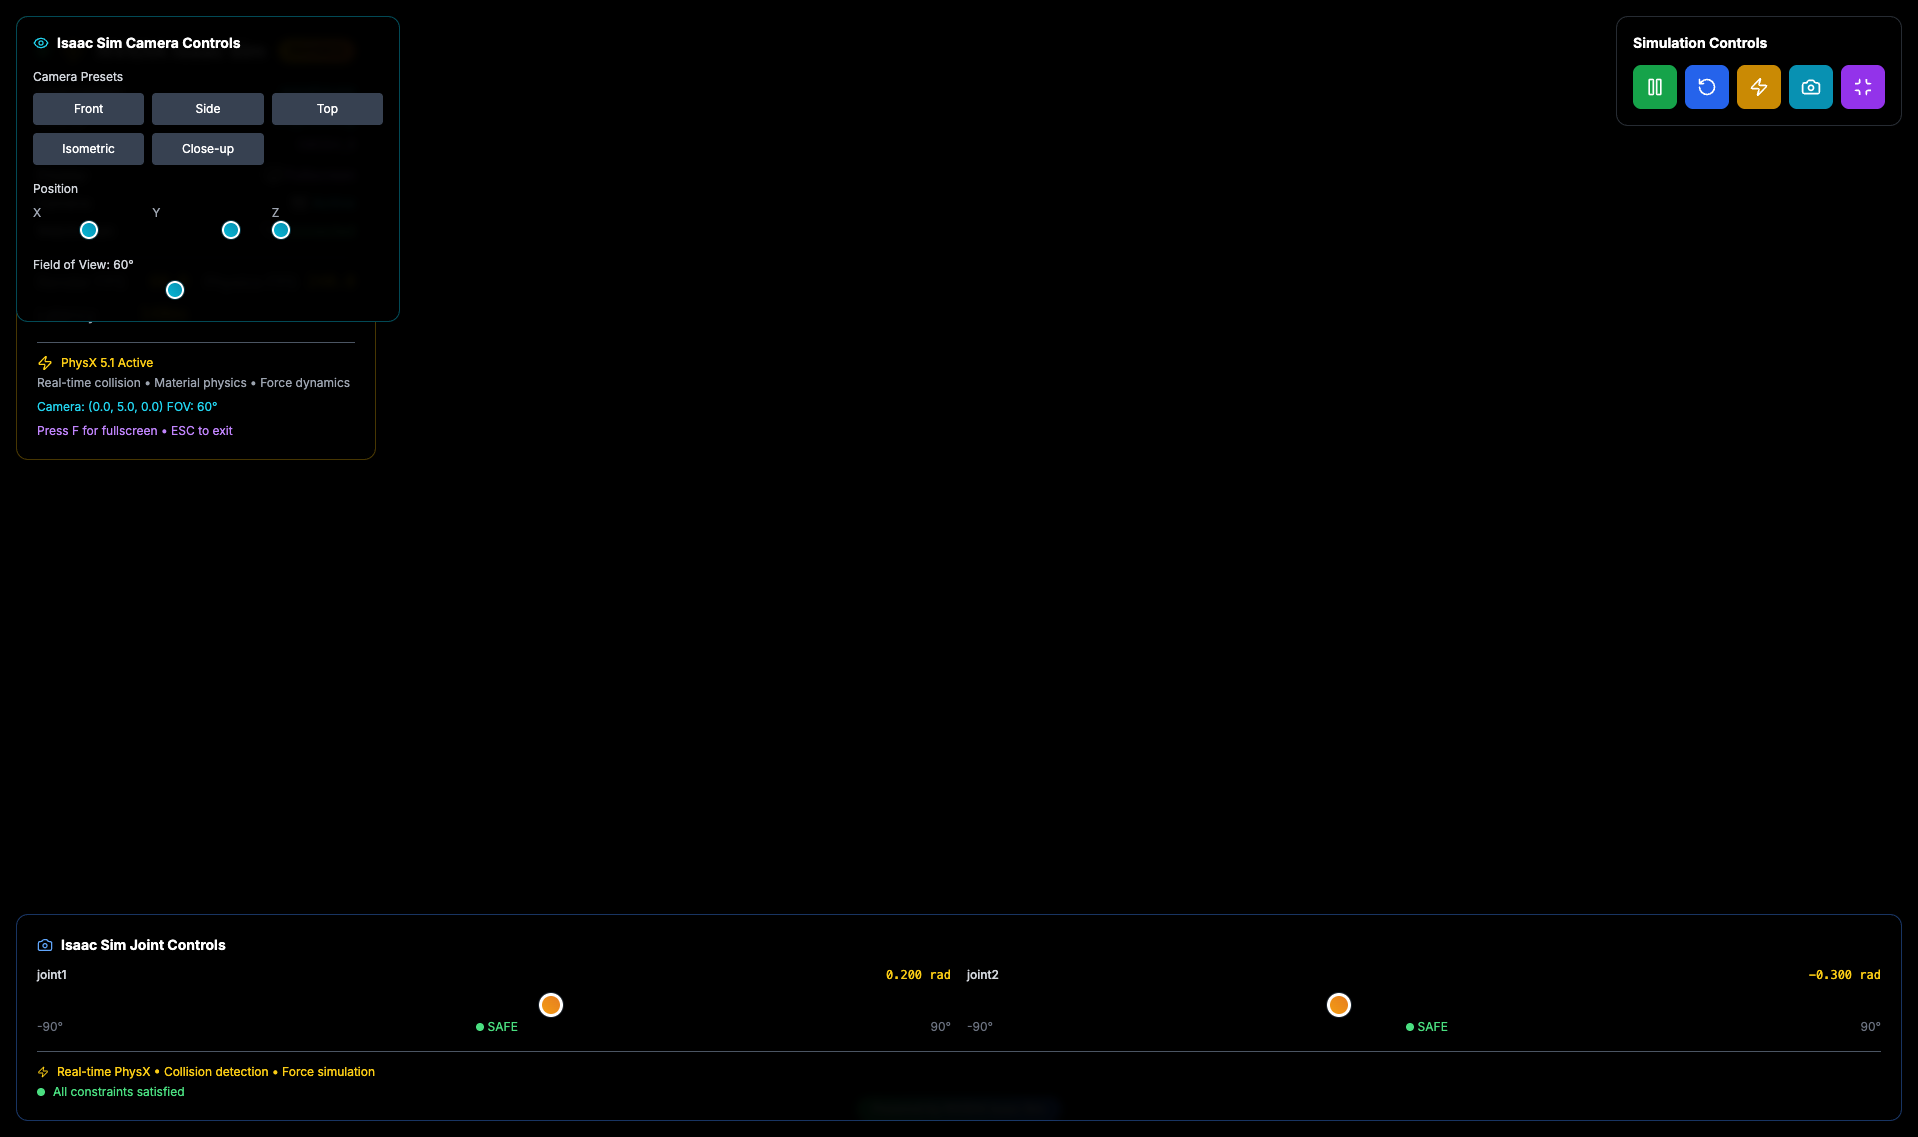 Isaac Sim Camera Controls
Camera Presets
Front Side Top
Isometric Close-up
Position
X Y Z
Field of View: 60°
PhysX 5.1 Active
Real-time collision • Material physics • Force dynamics
Camera: (0.0, 5.0, 0.0) FOV: 60°
Press F for fullscreen • ESC to exit
Simulation Controls
Isaac Sim Joint Controls
joint1 0.200 rad joint2 -0.300 rad
-90° SAFE 90° -90° SAFE 90°
Real-time PhysX • Collision detection • Force simulation
All constraints satisfied